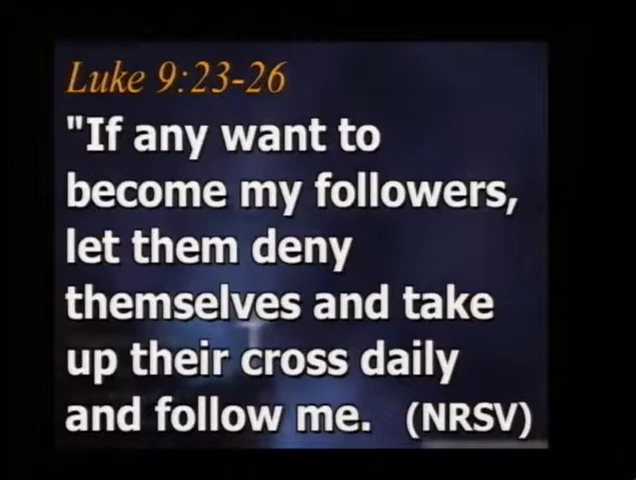 Luke 9:23-26
"If any want to
become my followers,
let them deny
themselves and take
up their cross daily
and follow me. (NRSV)